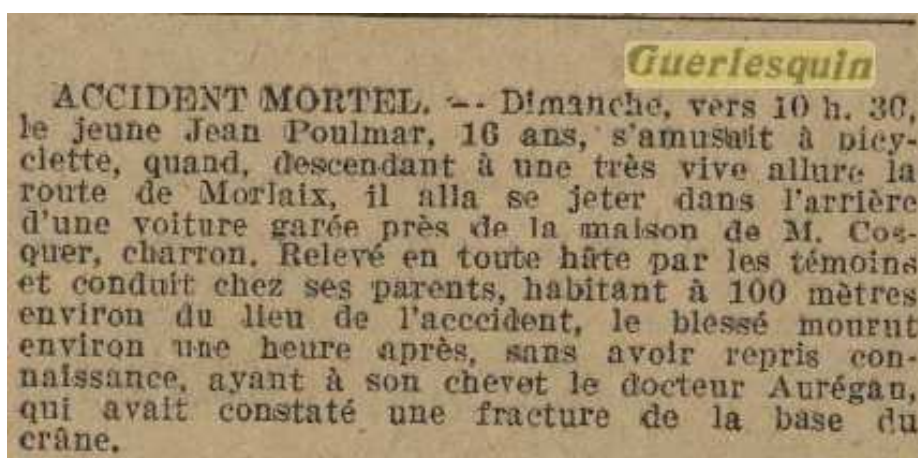 Guerlesquin
ACCIDENT MORTEL. -- Dimanche, vers 10 h. 30,
le jeune Jean Poulmar, 16 ans, s'amusait à bicy-
clette, quand, descendant à une très vive allure la
route de Morlaix, il alla se jeter dans l'arrière
d'une voiture garée près de la maison de M. Cos-
quer, charron. Relevé en toute hâte par les témoins
et conduit chez ses parents, habitant à 100 mètres
environ du lieu de l'acccident, le blessé mourut
environ une heure après, sans avoir repris con-
naissance, ayant à son chevet le docteur Aurégan,
qui avait constaté une fracture de la base du
crâne.